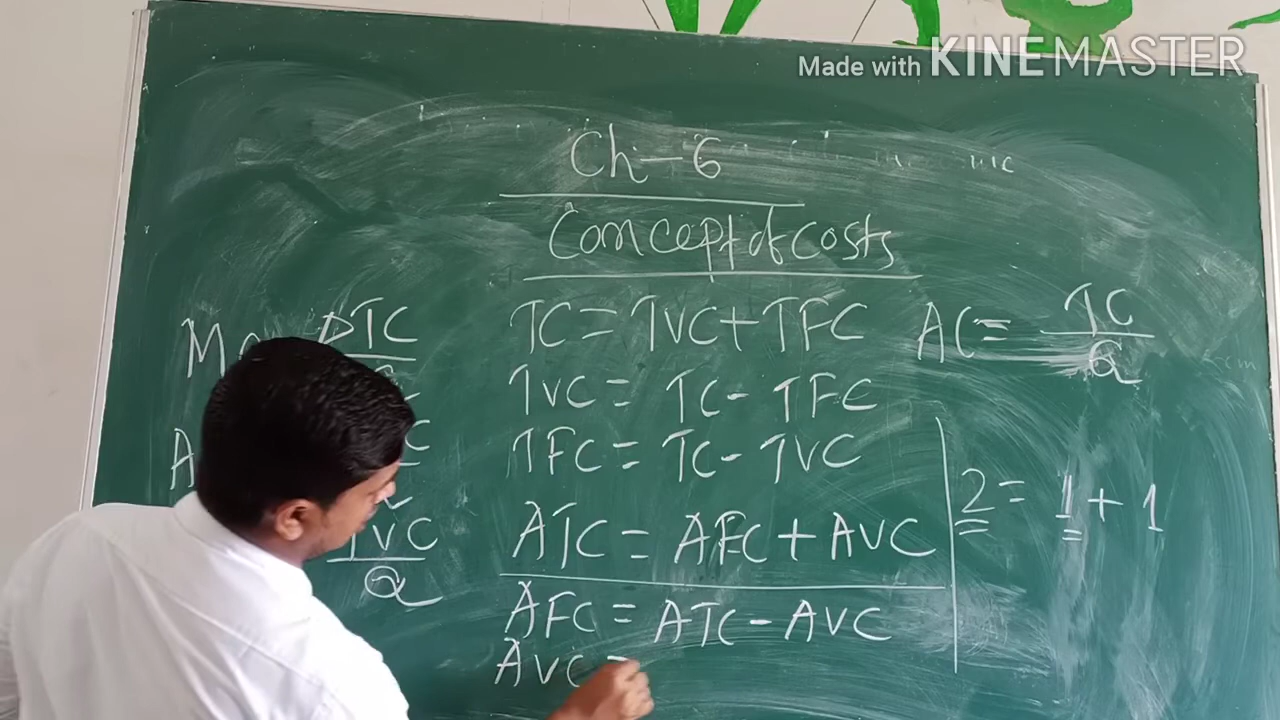 Made with KINEMASTER
Ch-6
Concept of costs
ΔTC
TC = TVC + TFC
AC = TC
Q
TVC = TC - TFC
TFC = TC - TVC
2 = 1 + 1
ATC = AFC + AVC
TVC
Q
AFC = ATC - AVC
AVC =